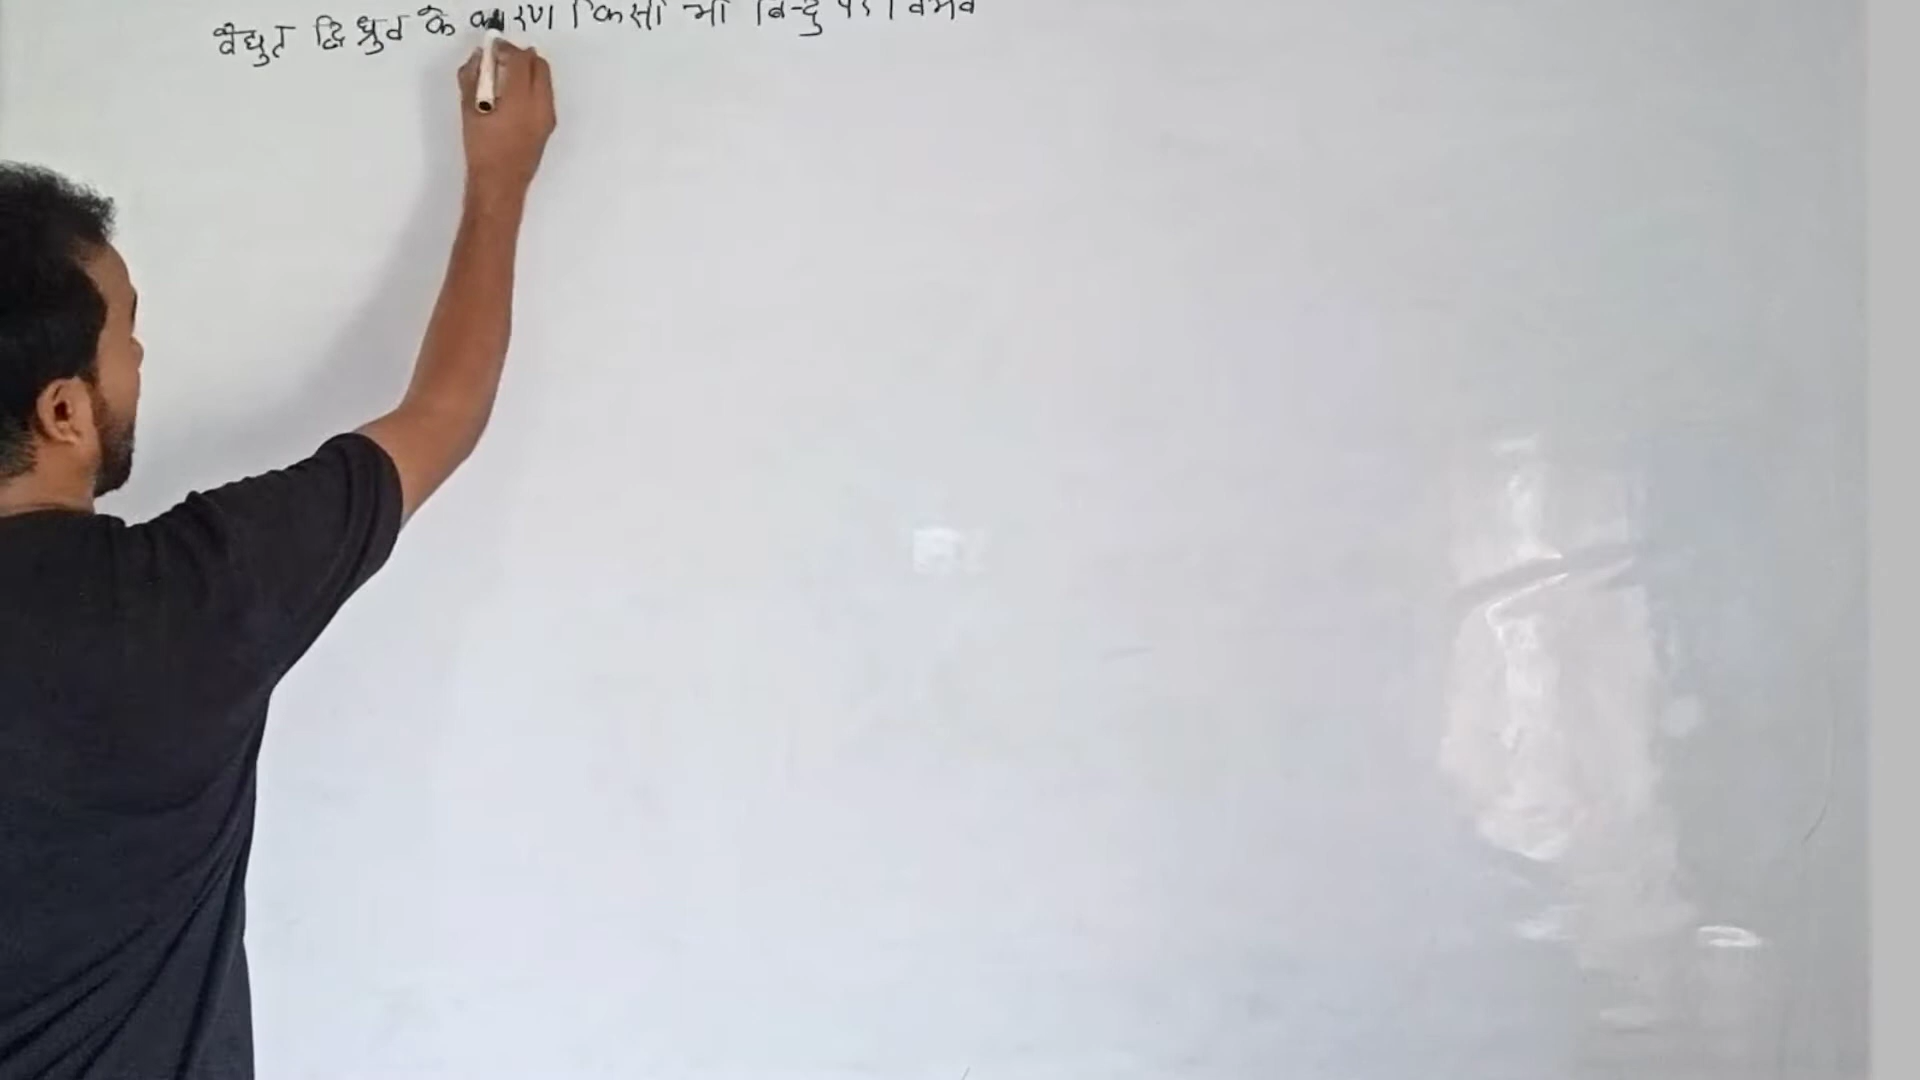 वैद्युत द्विध्रुव के कारण किसी भी बिन्दु पर विभव